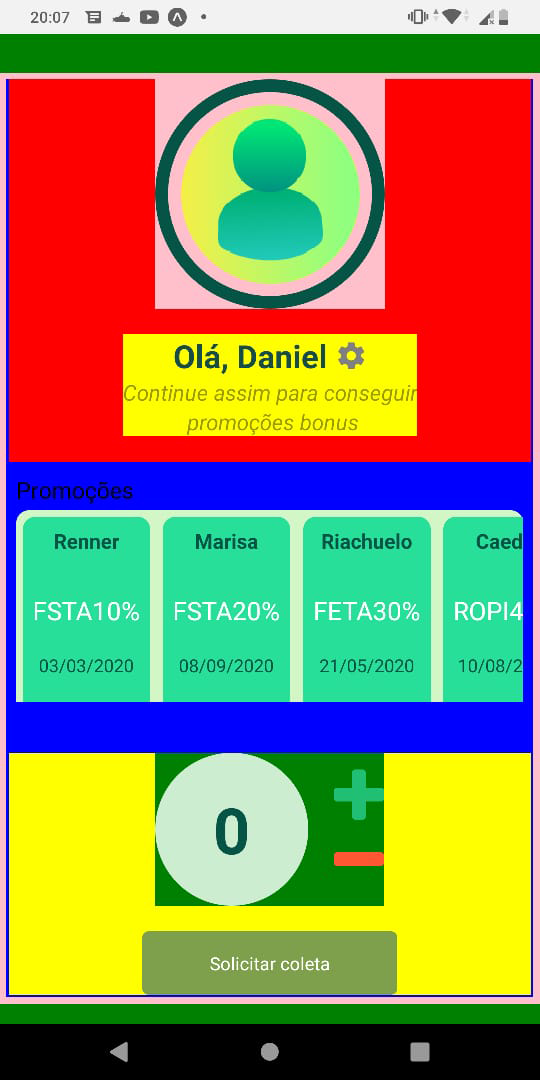 20:07
Olá, Daniel
Continue assim para conseguir
promoções bonus
Promoções
Renner Marisa Riachuelo Caed
FSTA10% FSTA20% FETA30% ROPI4
03/03/2020 08/09/2020 21/05/2020 10/08/2
0
Solicitar coleta